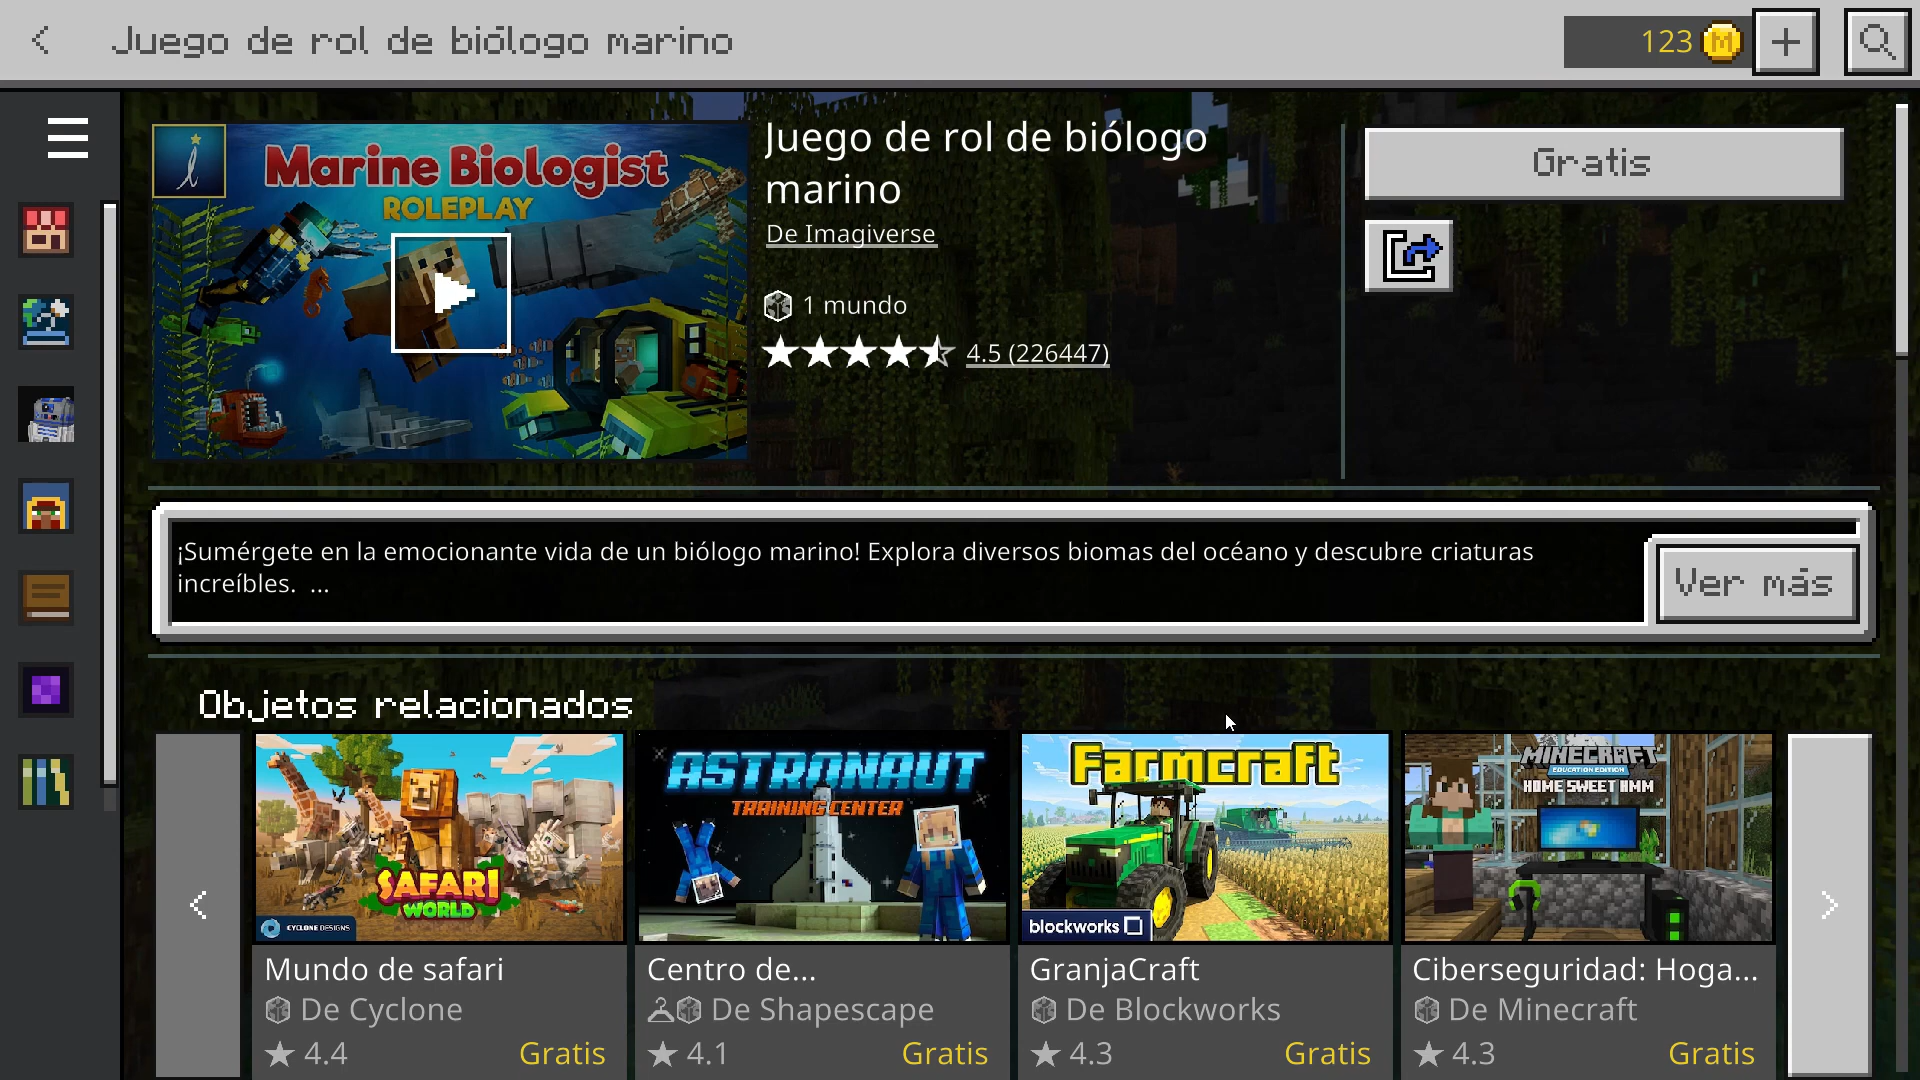 Juego de rol de biólogo marino
123
Marine Biologist
ROLEPLAY
Juego de rol de biólogo
marino
De Imagiverse
1 mundo
4.5 (226447)
Gratis
¡Sumérgete en la emocionante vida de un biólogo marino! Explora diversos biomas del océano y descubre criaturas
increíbles. ...
Ver más
Objetos relacionados
SAFARI
WORLD
CYCLONE DESIGNS
Mundo de safari
De Cyclone
4.4
Gratis
ASTRONAUT
TRAINING CENTER
Centro de...
De Shapescape
4.1
Gratis
Farmcraft
blockworks
GranjaCraft
De Blockworks
4.3
Gratis
MINECRAFT
EDUCATION EDITION
HOME SWEET HMM
Ciberseguridad: Hoga...
De Minecraft
4.3
Gratis